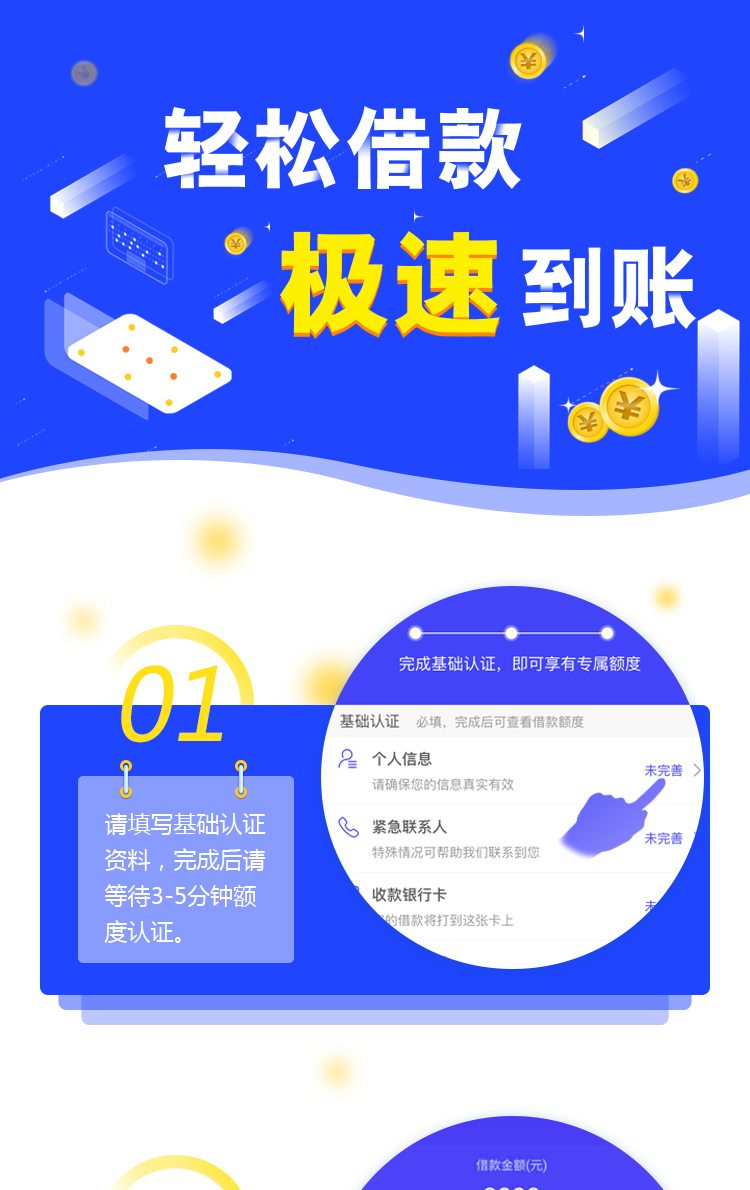 轻松借款
极速到账
01
请填写基础认证
资料，完成后请
等待3-5分钟额
度认证。
完成基础认证，即可享有专属额度
基础认证 必填，完成后可查看借款额度
个人信息
请确保您的信息真实有效
未完善
紧急联系人
特殊情况可帮助我们联系到您
未完善
收款银行卡
的借款将打到这张卡上
未
借款金额(元)